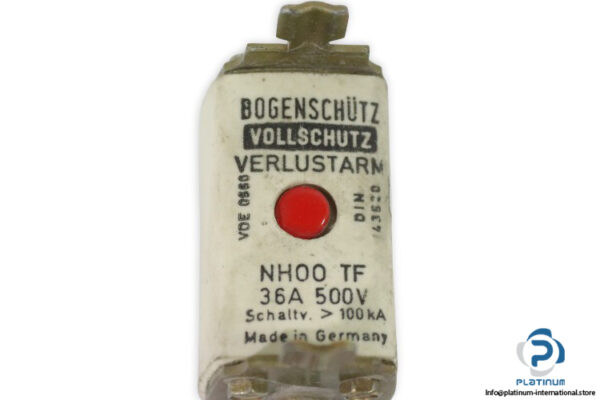 BOGENSCHÜTZ
VOLLSCHUTZ
VERLUSTARM
VDE 0660
DIN 43620
NH00 TF
36A 500V
Schaltv. > 100kA
Made in Germany
PLATINUM
Info@platinum-international.store